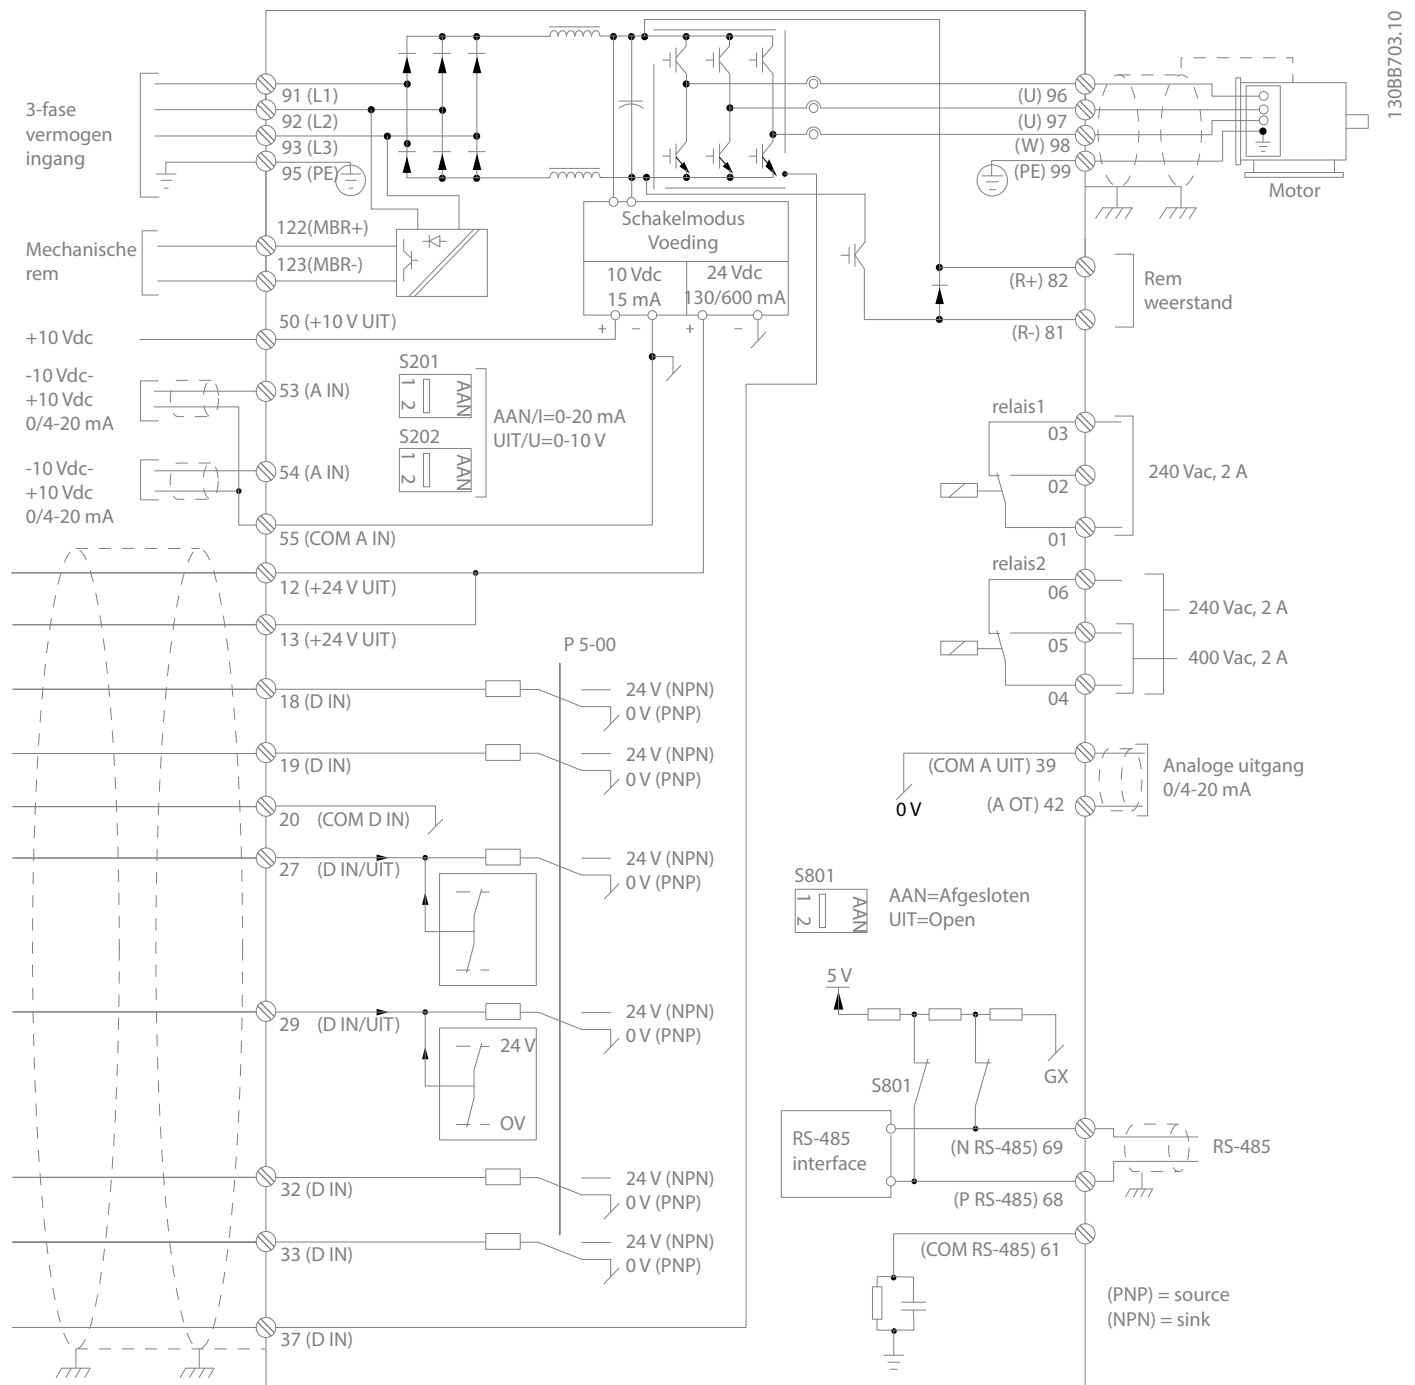 130BB703.10
3-fase
vermogen
ingang
91 (L1)
92 (L2)
93 (L3)
95 (PE)
(U) 96
(U) 97
(W) 98
(PE) 99
Motor
Mechanische
rem
122(MBR+)
123(MBR-)
Schakelmodus
Voeding
10 Vdc
15 mA
24 Vdc
130/600 mA
+ − + −
(R+) 82
(R-) 81
Rem
weerstand
+10 Vdc
50 (+10 V UIT)
-10 Vdc-
+10 Vdc
0/4-20 mA
53 (A IN)
S201
1 2 AAN
S202
1 2 AAN
AAN/I=0-20 mA
UIT/U=0-10 V
-10 Vdc-
+10 Vdc
0/4-20 mA
54 (A IN)
55 (COM A IN)
relais1
03
02
01
240 Vac, 2 A
relais2
06
05
04
240 Vac, 2 A
400 Vac, 2 A
12 (+24 V UIT)
13 (+24 V UIT)
P 5-00
18 (D IN)
24 V (NPN)
0 V (PNP)
19 (D IN)
24 V (NPN)
0 V (PNP)
20 (COM D IN)
27 (D IN/UIT)
24 V (NPN)
0 V (PNP)
29 (D IN/UIT)
24 V (NPN)
0 V (PNP)
24 V
OV
32 (D IN)
24 V (NPN)
0 V (PNP)
33 (D IN)
24 V (NPN)
0 V (PNP)
37 (D IN)
(COM A UIT) 39
0 V
(A OT) 42
Analoge uitgang
0/4-20 mA
S801
1 2 AAN
AAN=Afgesloten
UIT=Open
5 V
S801
GX
RS-485
interface
(N RS-485) 69
(P RS-485) 68
RS-485
(COM RS-485) 61
(PNP) = source
(NPN) = sink